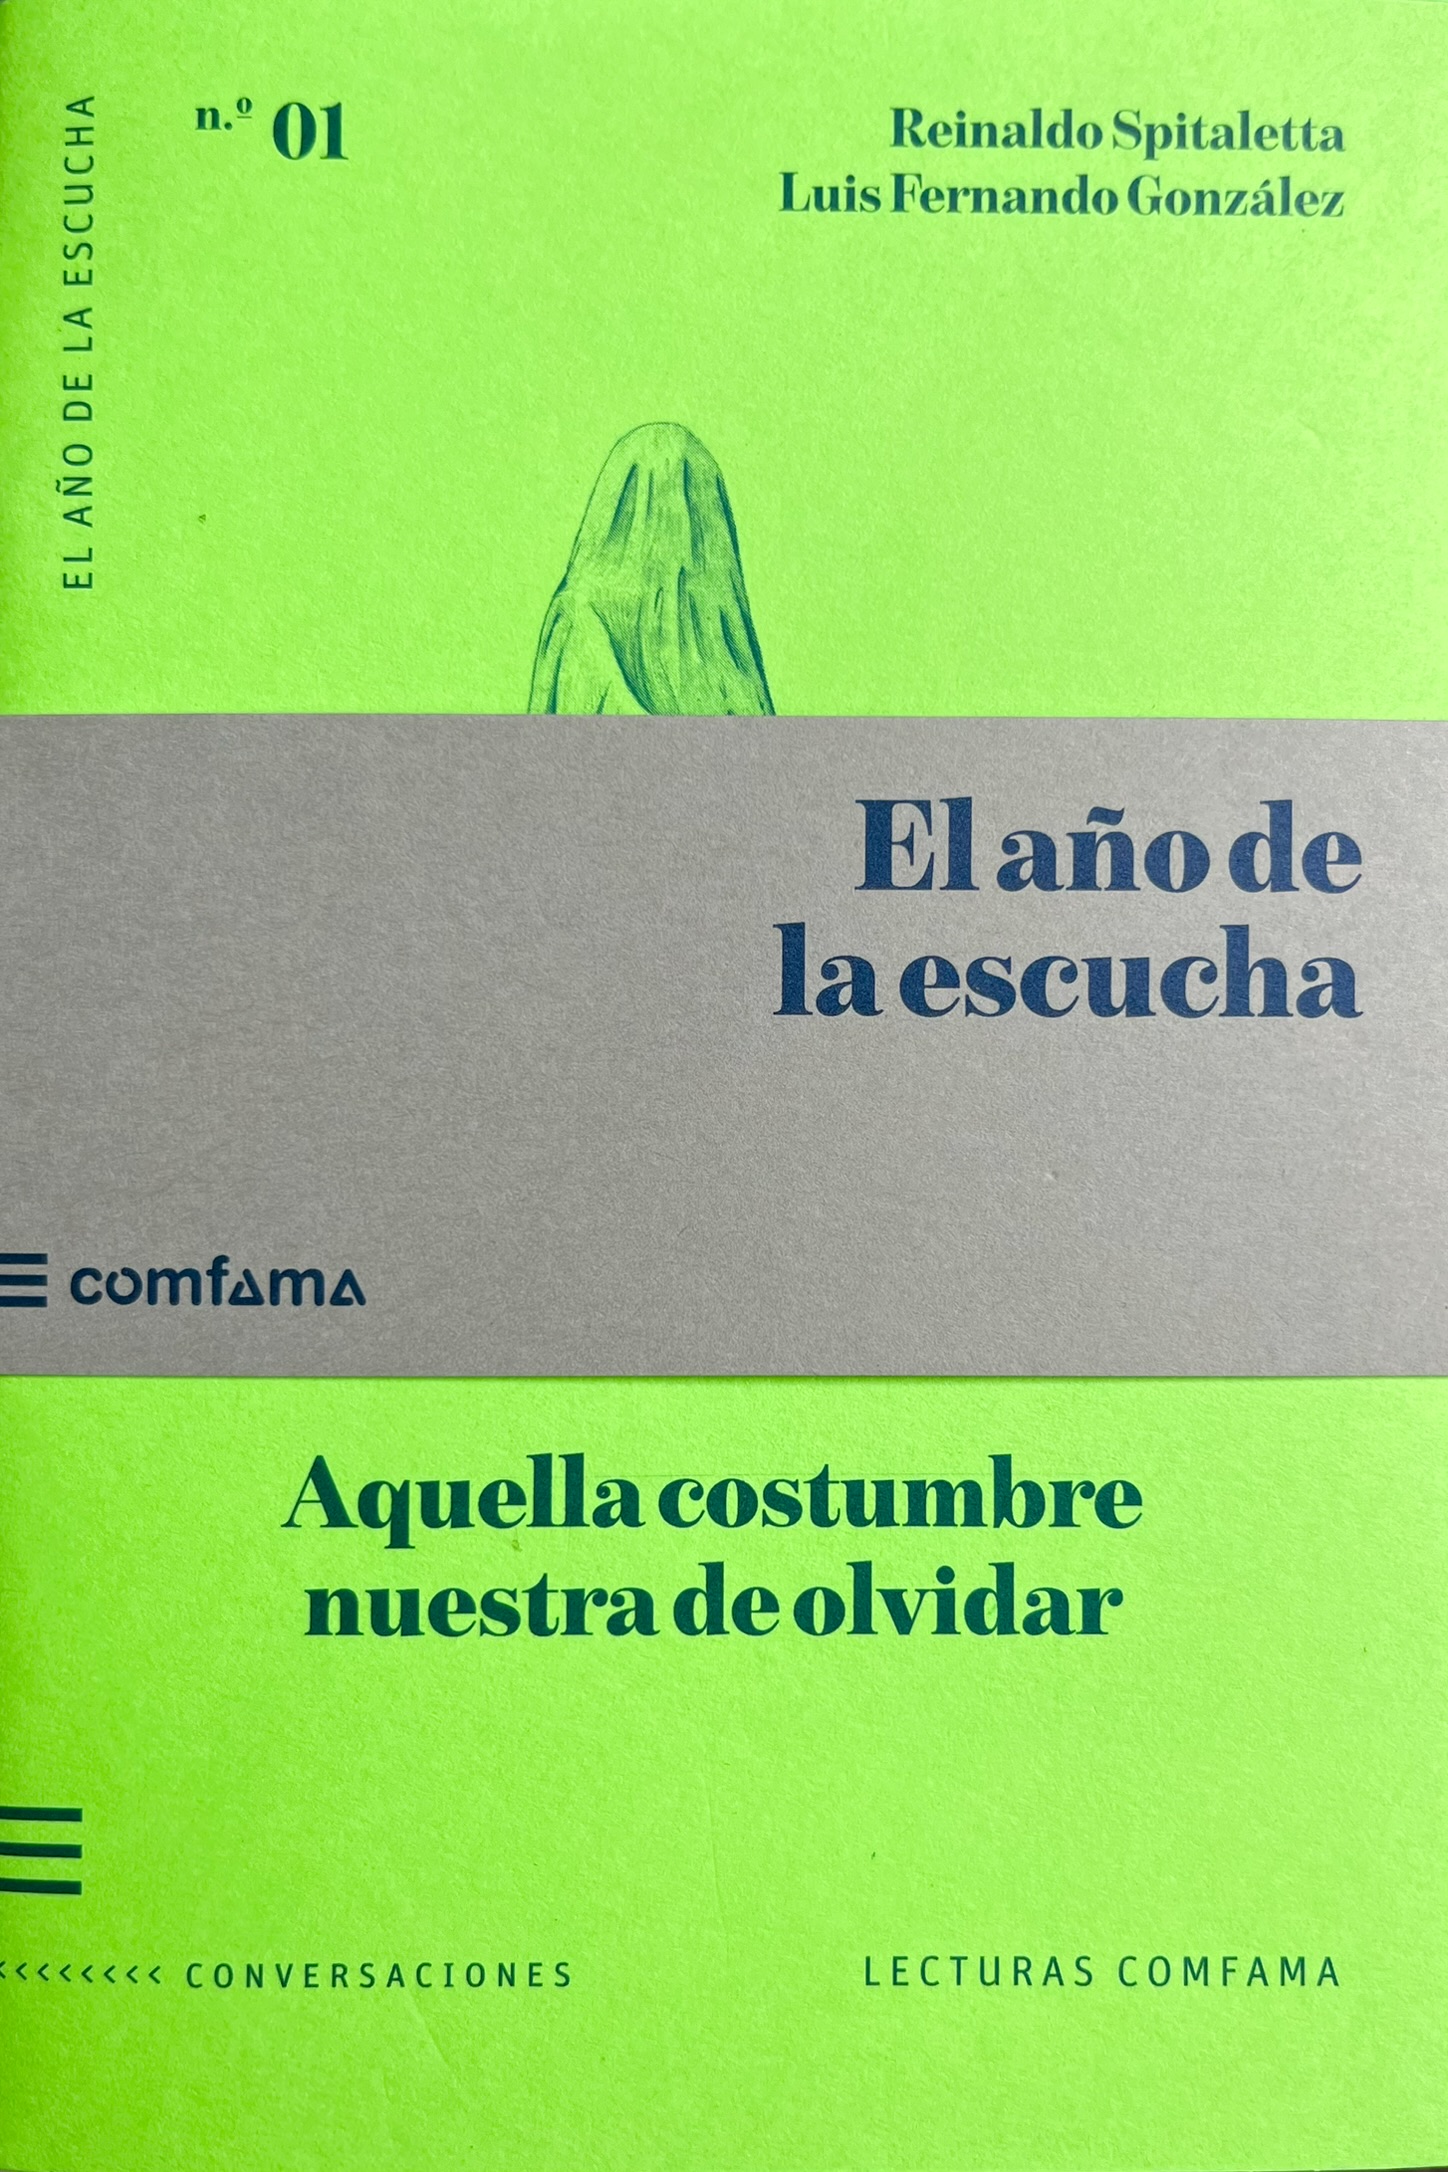 EL AÑO DE LA ESCUCHA
n.º 01
Reinaldo Spitaletta
Luis Fernando González
El año de
la escucha
comfama
Aquella costumbre
nuestra de olvidar
<<<<<<<< CONVERSACIONES
LECTURAS COMFAMA